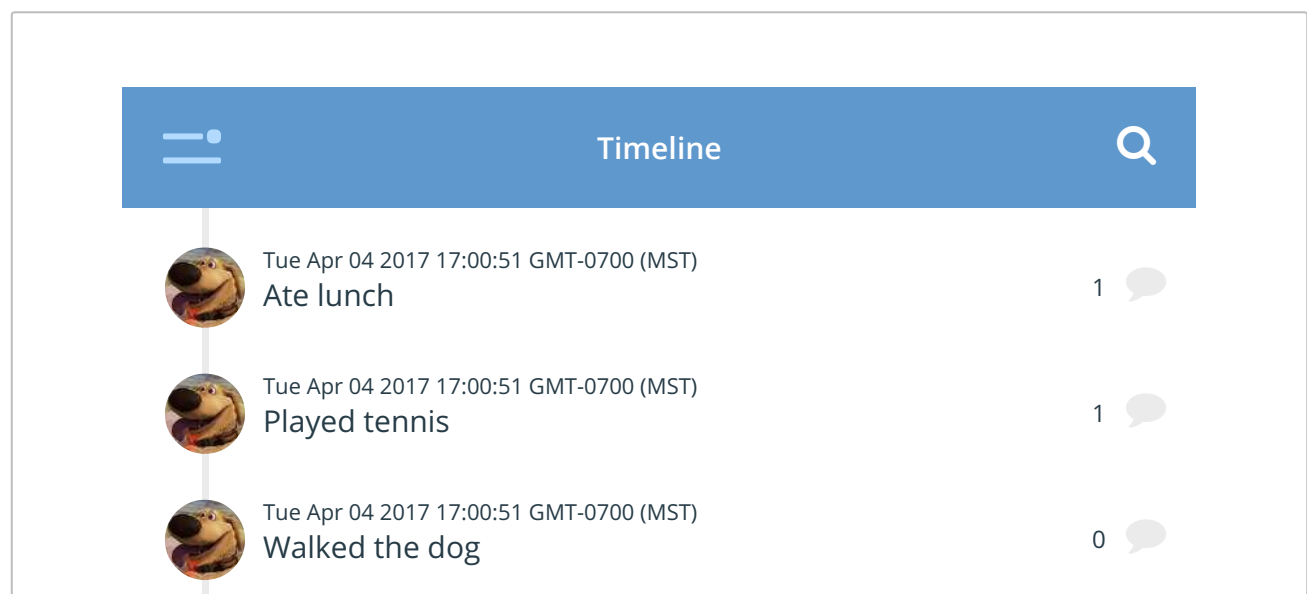 Timeline
Tue Apr 04 2017 17:00:51 GMT-0700 (MST)
Ate lunch
1
Tue Apr 04 2017 17:00:51 GMT-0700 (MST)
Played tennis
1
Tue Apr 04 2017 17:00:51 GMT-0700 (MST)
Walked the dog
0